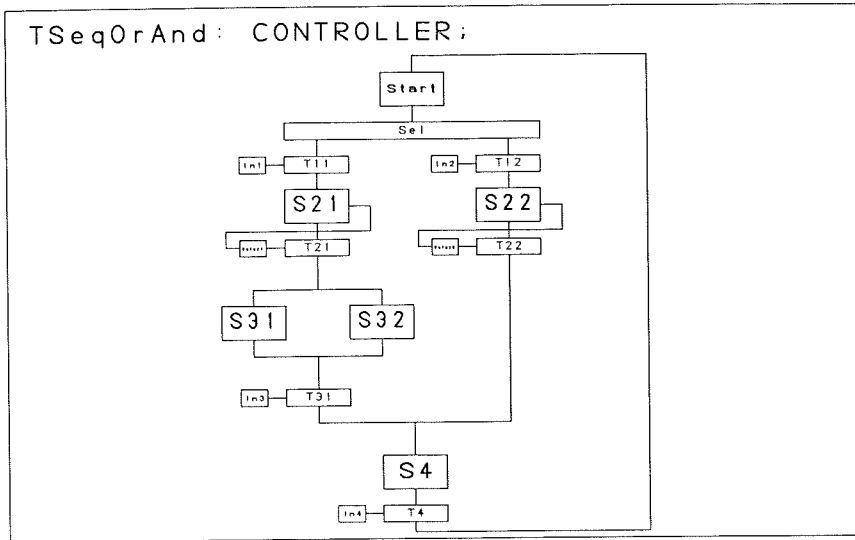 TSeqOrAnd: CONTROLLER;
Start
Sel
In1 T11 In2 T12
S21 S22
T21 T22
S31 S32
In3 T31
S4
In4 T4